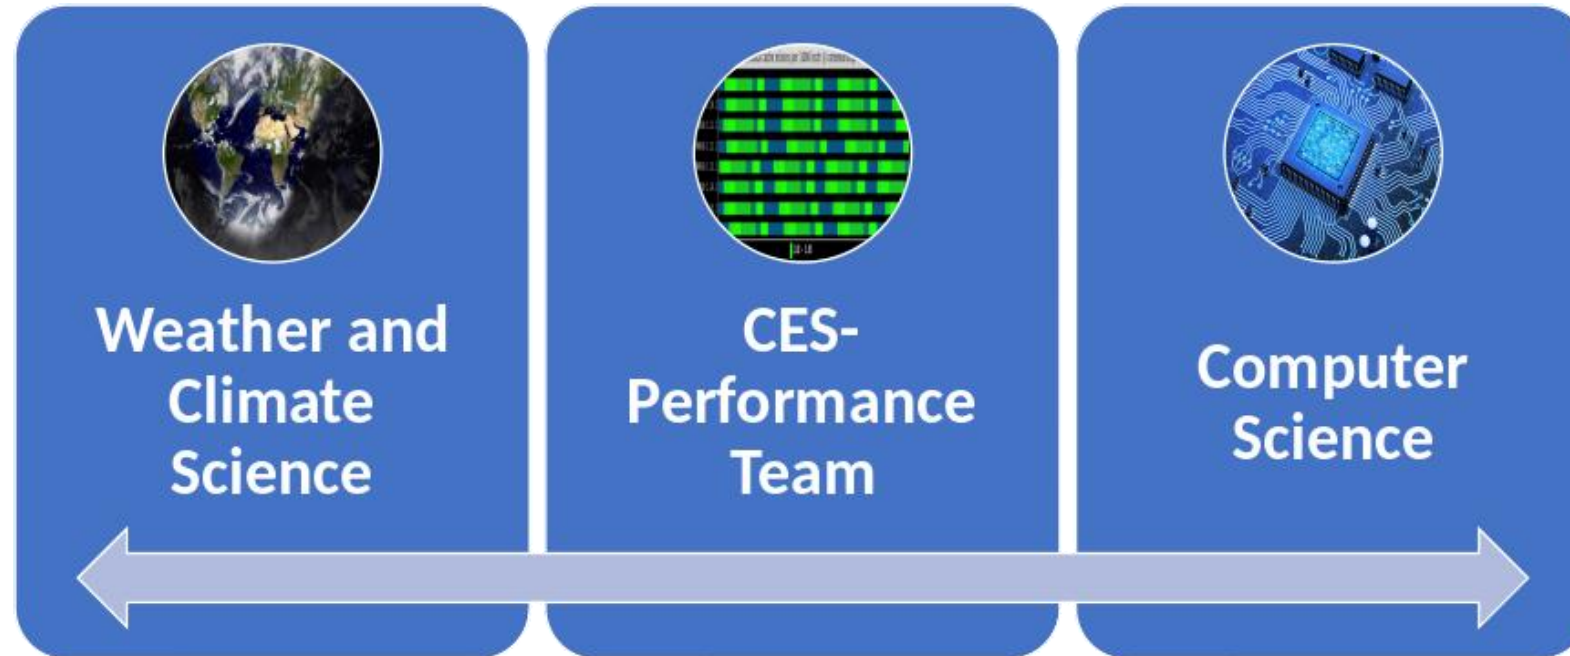 Weather and
Climate
Science
CES-
Performance
Team
Computer
Science